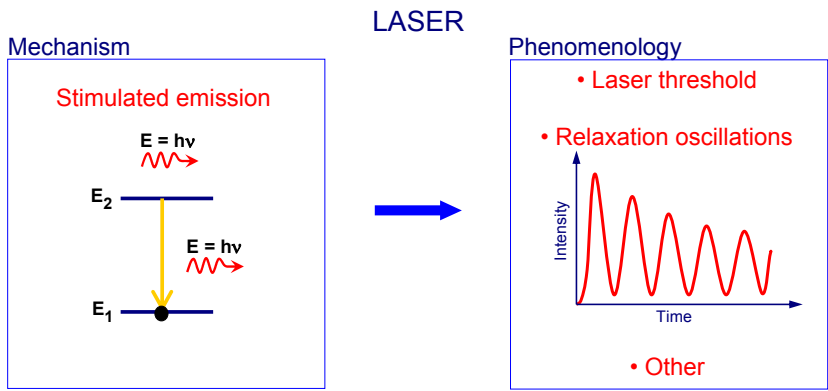 LASER
Mechanism
Stimulated emission
E = hν
E₂
E = hν
E₁
Phenomenology
• Laser threshold
• Relaxation oscillations
Intensity
Time
• Other